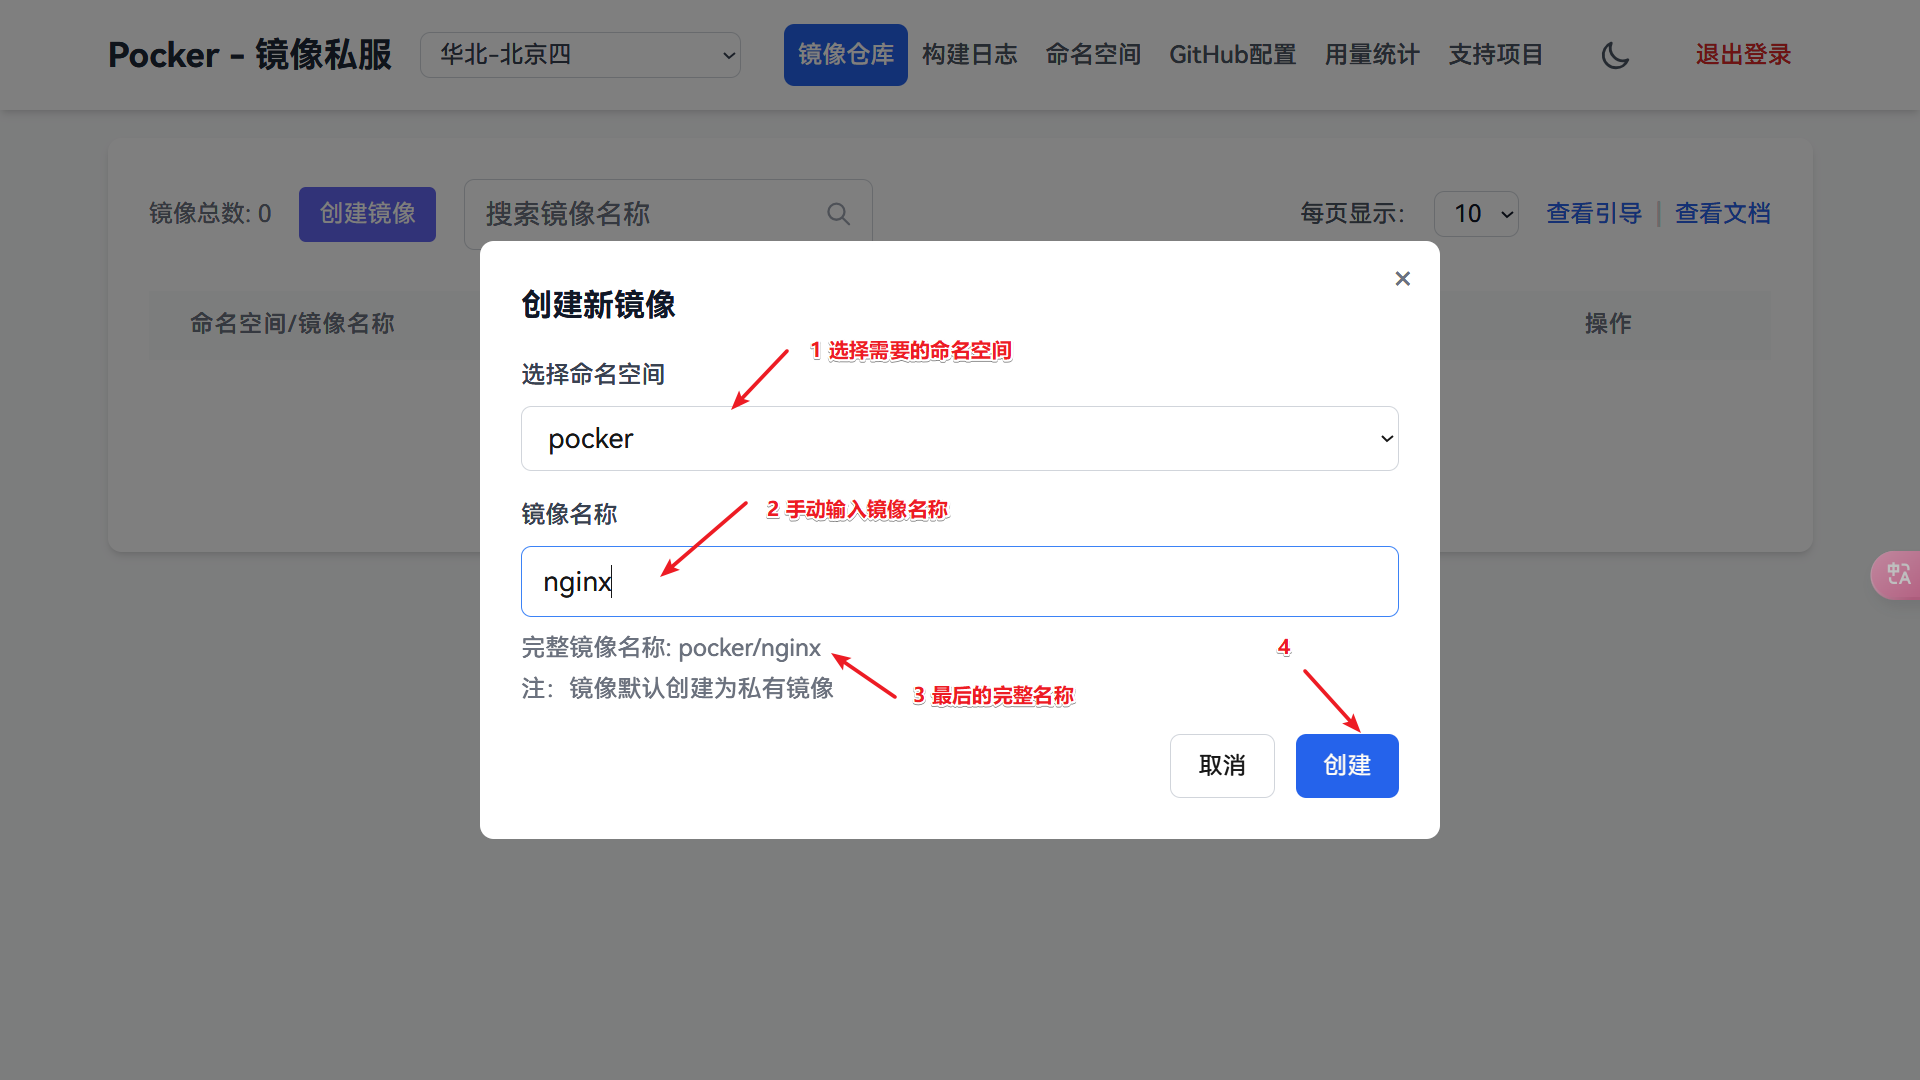 Pocker - 镜像私服
华北-北京四
镜像仓库
构建日志
命名空间
GitHub配置
用量统计
支持项目
退出登录
镜像总数: 0
创建镜像
搜索镜像名称
每页显示：
10
查看引导
查看文档
命名空间/镜像名称
操作
创建新镜像
1 选择需要的命名空间
选择命名空间
pocker
镜像名称
2 手动输入镜像名称
nginx
完整镜像名称: pocker/nginx
4
注：镜像默认创建为私有镜像
3 最后的完整名称
取消
创建